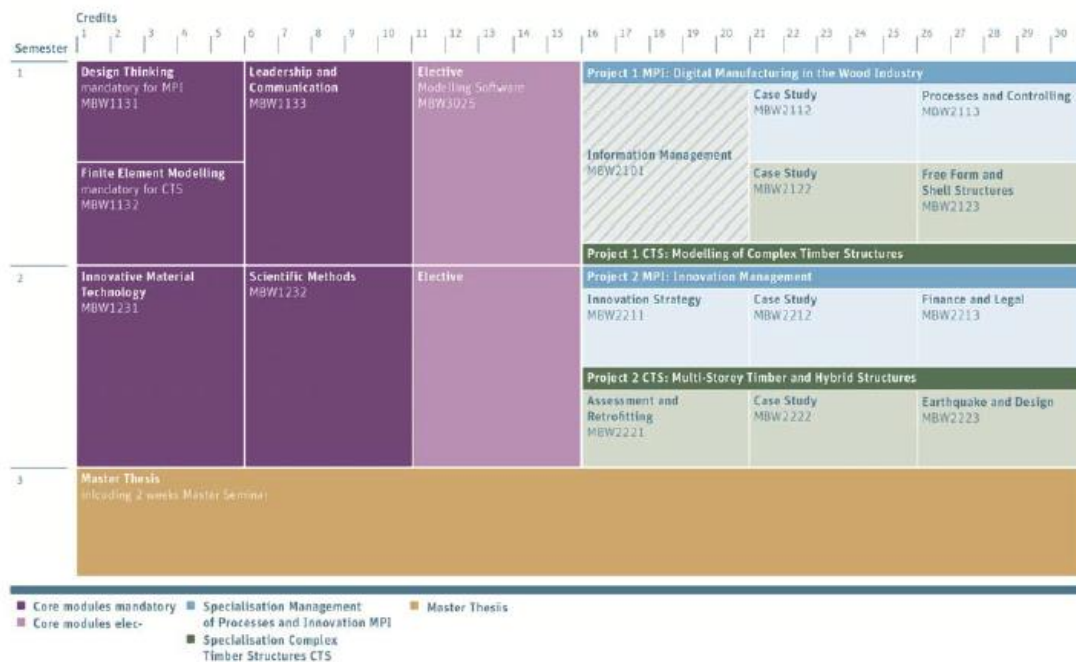 Credits
1 2 3 4 5 6 7 8 9 10 11 12 13 14 15 16 17 18 19 20 21 22 23 24 25 26 27 28 29 30
Semester
1
Design Thinking
mandatory for MPI
MBW1131
Finite Element Modelling
mandatory for CTS
MBW1132
Leadership and
Communication
MBW1133
Elective
Modelling Software
MBW3025
Project 1 MPi: Digital Manufacturing in the Wood Industry
Information Management
MBW2101
Case Study
MBW2112
Processes and Controlling
MBW2113
Case Study
MBW2122
Free Form and
Shell Structures
MBW2123
Project 1 CTS: Modelling of Complex Timber Structures
2
Innovative Material
Technology
MBW1231
Scientific Methods
MBW1232
Elective
Project 2 MPI: Innovation Management
Innovation Strategy
MBW2211
Case Study
MBW2212
Finance and Legal
MBW2213
Project 2 CTS: Multi-Storey Timber and Hybrid Structures
Assessment and
Retrofitting
MBW2221
Case Study
MBW2222
Earthquake and Design
MBW2223
3
Master Thesis
inlcuding 2 weeks Master Seminar
Core modules mandatory
Core modules elec-
Specialisation Management
of Processes and Innovation MPI
Specialisation Complex
Timber Structures CTS
Master Thesis